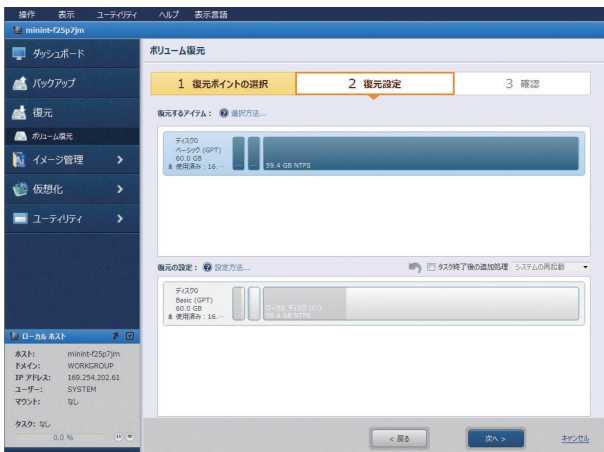 操作 表示 ユーティリティ ヘルプ 表示言語
minint-f25p7jm
ダッシュボード
バックアップ
復元
ボリューム復元
イメージ管理
仮想化
ユーティリティ
ローカル ホスト
ホスト: minint-f25p7jm
ドメイン: WORKGROUP
IP アドレス: 169.254.202.61
ユーザー: SYSTEM
マウント: なし
タスク: なし
0.0 %
ボリューム復元
1 復元ポイントの選択
2 復元設定
3 確認
復元するアイテム: 選択方法...
ディスク0
ベーシック (GPT)
60.0 GB
使用済み : 16....
59.4 GB NTFS
復元の設定: 設定方法...
タスク終了後の追加処理 システムの再起動
ディスク0
Basic (GPT)
60.0 GB
使用済み : 16....
ローカル ディスク (C:)
59.4 GB NTFS
< 戻る
次へ >
キャンセル